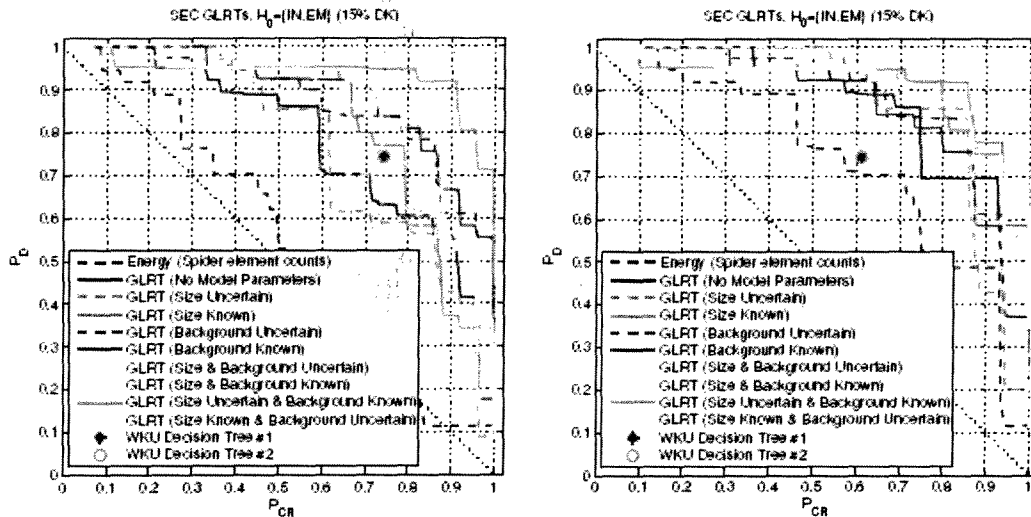 SEC GLRTs, H0={IN,EM} (15% DK)
1
0.9
0.8
0.7
0.6
0.5
0.4
0.3
0.2
0.1
0
PD
Energy (Spider element counts)
GLRT (No Model Parameters)
GLRT (Size Uncertain)
GLRT (Size Known)
GLRT (Background Uncertain)
GLRT (Background Known)
GLRT (Size & Background Uncertain)
GLRT (Size & Background Known)
GLRT (Size Uncertain & Background Known)
GLRT (Size Known & Background Uncertain)
WKU Decision Tree #1
WKU Decision Tree #2
0 0.1 0.2 0.3 0.4 0.5 0.6 0.7 0.8 0.9 1
PCR
SEC GLRTs, H0={IN,EM} (15% DK)
1
0.9
0.8
0.7
0.6
0.5
0.4
0.3
0.2
0.1
0
PD
Energy (Spider element counts)
GLRT (No Model Parameters)
GLRT (Size Uncertain)
GLRT (Size Known)
GLRT (Background Uncertain)
GLRT (Background Known)
GLRT (Size & Background Uncertain)
GLRT (Size & Background Known)
GLRT (Size Uncertain & Background Known)
GLRT (Size Known & Background Uncertain)
WKU Decision Tree #1
WKU Decision Tree #2
0 0.1 0.2 0.3 0.4 0.5 0.6 0.7 0.8 0.9 1
PCR